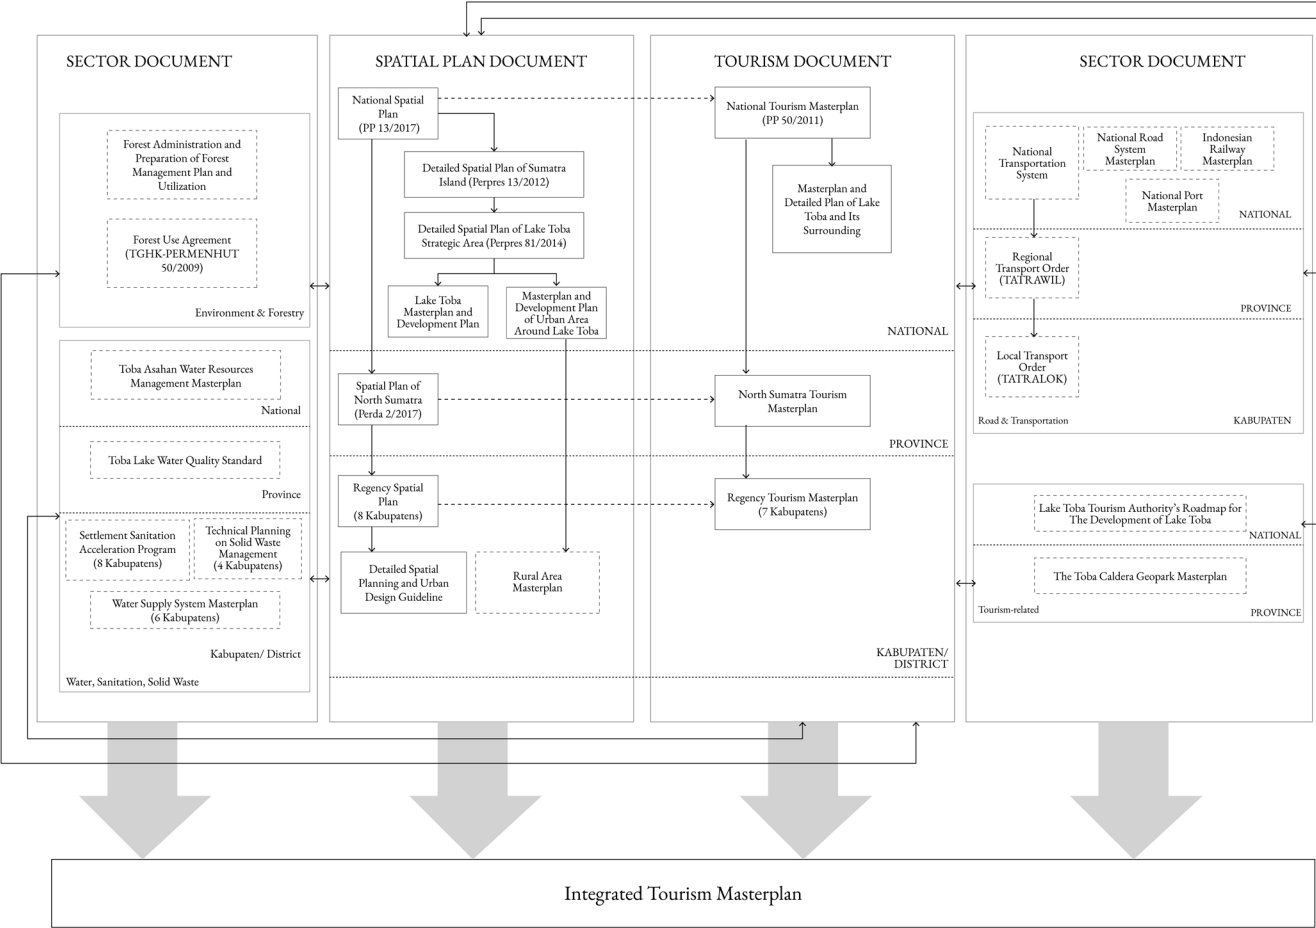 SECTOR DOCUMENT
Forest Administration and
Preparation of Forest
Management Plan and
Utilization
Forest Use Agreement
(TGHK-PERMENHUT
50/2009)
Environment & Forestry
Toba Asahan Water Resources
Management Masterplan
National
Toba Lake Water Quality Standard
Province
Settlement Sanitation
Acceleration Program
(8 Kabupatens)
Technical Planning
on Solid Waste
Management
(4 Kabupatens)
Water Supply System Masterplan
(6 Kabupatens)
Kabupaten/ District
Water, Sanitation, Solid Waste
SPATIAL PLAN DOCUMENT
National Spatial
Plan
(PP 13/2017)
Detailed Spatial Plan of Sumatra
Island (Perpres 13/2012)
Detailed Spatial Plan of Lake Toba
Strategic Area (Perpres 81/2014)
Lake Toba
Masterplan and
Development Plan
Masterplan and
Development Plan
of Urban Area
Around Lake Toba
Spatial Plan of
North Sumatra
(Perda 2/2017)
Regency Spatial
Plan
(8 Kabupatens)
Detailed Spatial
Planning and Urban
Design Guideline
Rural Area
Masterplan
TOURISM DOCUMENT
National Tourism Masterplan
(PP 50/2011)
Masterplan and
Detailed Plan of Lake
Toba and Its
Surrounding
NATIONAL
North Sumatra Tourism
Masterplan
PROVINCE
Regency Tourism Masterplan
(7 Kabupatens)
KABUPATEN/
DISTRICT
SECTOR DOCUMENT
National
Transportation
System
National Road
System
Masterplan
Indonesian
Railway
Masterplan
National Port
Masterplan
NATIONAL
Regional
Transport Order
(TATRAWIL)
PROVINCE
Local Transport
Order
(TATRALOK)
Road & Transportation
KABUPATEN
Lake Toba Tourism Authority's Roadmap for
The Development of Lake Toba
NATIONAL
The Toba Caldera Geopark Masterplan
Tourism-related
PROVINCE
Integrated Tourism Masterplan